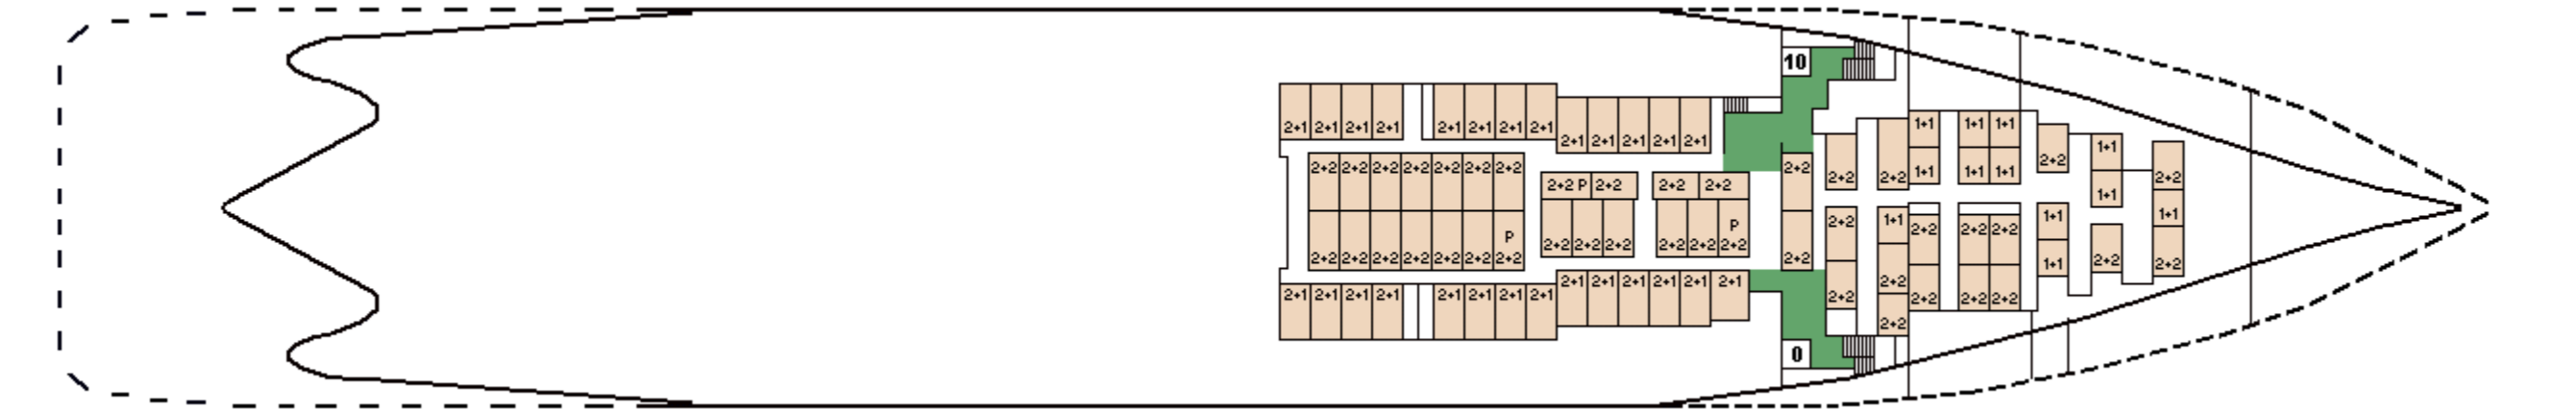 10
2+1 2+1 2+1 2+1 2+1 2+1 2+1 2+1 2+1 2+1 2+1 2+1 2+1
1+1 1+1 1+1
2+2 2+2 1+1 1+1 1+1 2+2 1+1
2+2 2+2 2+2 2+2 2+2 2+2 2+2 2+2 P 2+2 2+2 2+2 2+2 1+1 2+2
2+2 1+1 2+2 2+2 2+2 1+1 1+1
P P
2+2 2+2 2+2 2+2 2+2 2+2 2+2 2+2 2+2 2+2 2+2 2+2 2+2 2+2 1+1 2+2 2+2
2+1 2+1 2+1 2+1 2+1 2+1 2+1 2+1 2+1 2+1 2+1 2+1 2+1 2+1 2+2 2+2 2+2 2+2 2+2
2+2
0